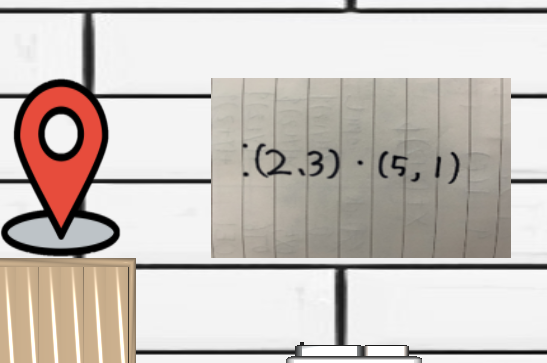 :(2.3) · (5, 1)